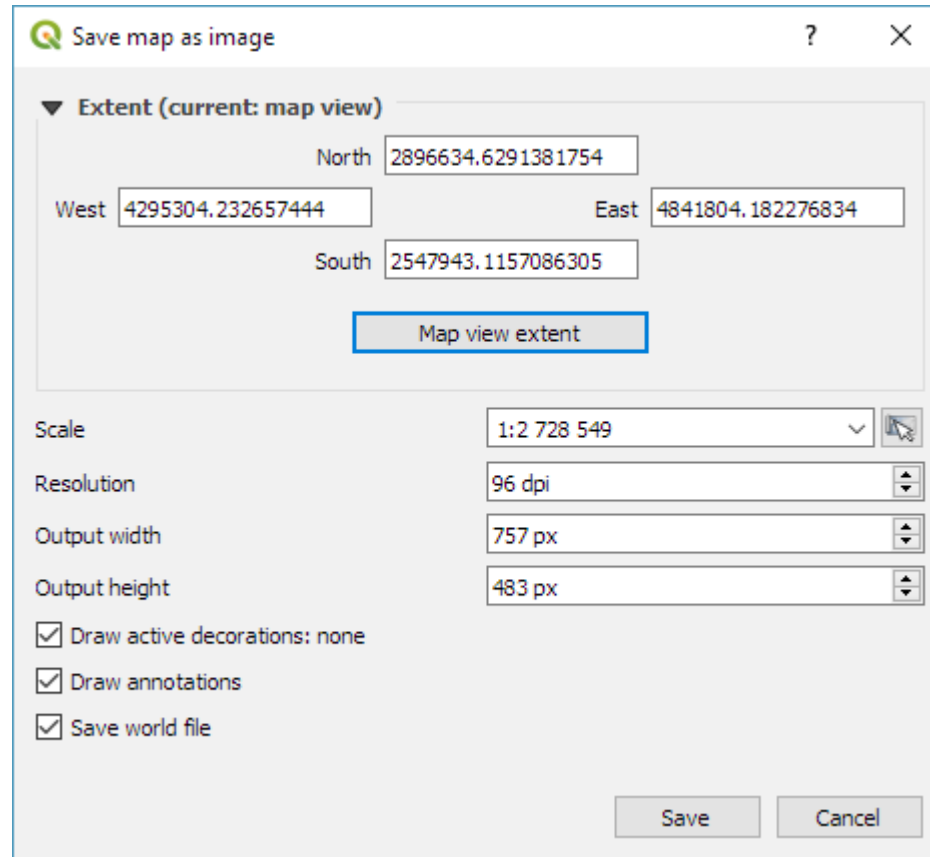 Save map as image ?
Extent (current: map view)
North 2896634.6291381754
West 4295304.232657444 East 4841804.182276834
South 2547943.1157086305
Map view extent
Scale 1:2 728 549
Resolution 96 dpi
Output width 757 px
Output height 483 px
Draw active decorations: none
Draw annotations
Save world file
Save Cancel